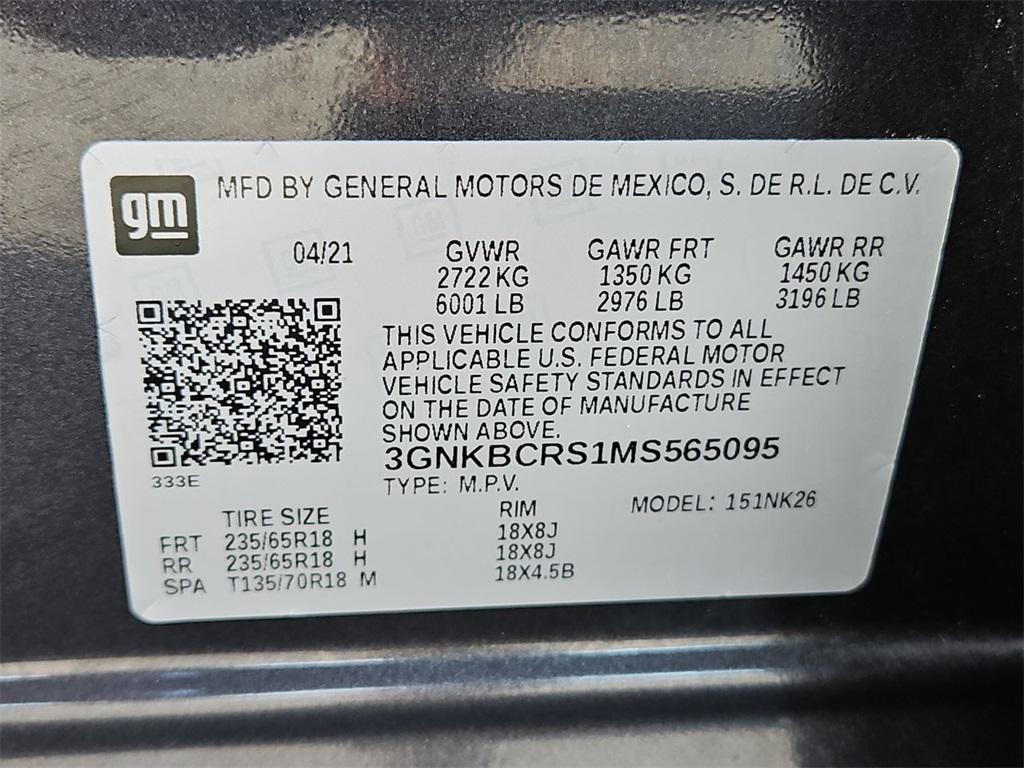 gm
MFD BY GENERAL MOTORS DE MEXICO, S. DE R.L. DE C.V.
04/21 GVWR GAWR FRT GAWR RR
2722 KG 1350 KG 1450 KG
6001 LB 2976 LB 3196 LB
THIS VEHICLE CONFORMS TO ALL
APPLICABLE U.S. FEDERAL MOTOR
VEHICLE SAFETY STANDARDS IN EFFECT
ON THE DATE OF MANUFACTURE
SHOWN ABOVE.
3GNKBCRS1MS565095
333E
TYPE: M.P.V. MODEL: 151NK26
TIRE SIZE RIM
FRT 235/65R18 H 18X8J
RR 235/65R18 H 18X8J
SPA T135/70R18 M 18X4.5B